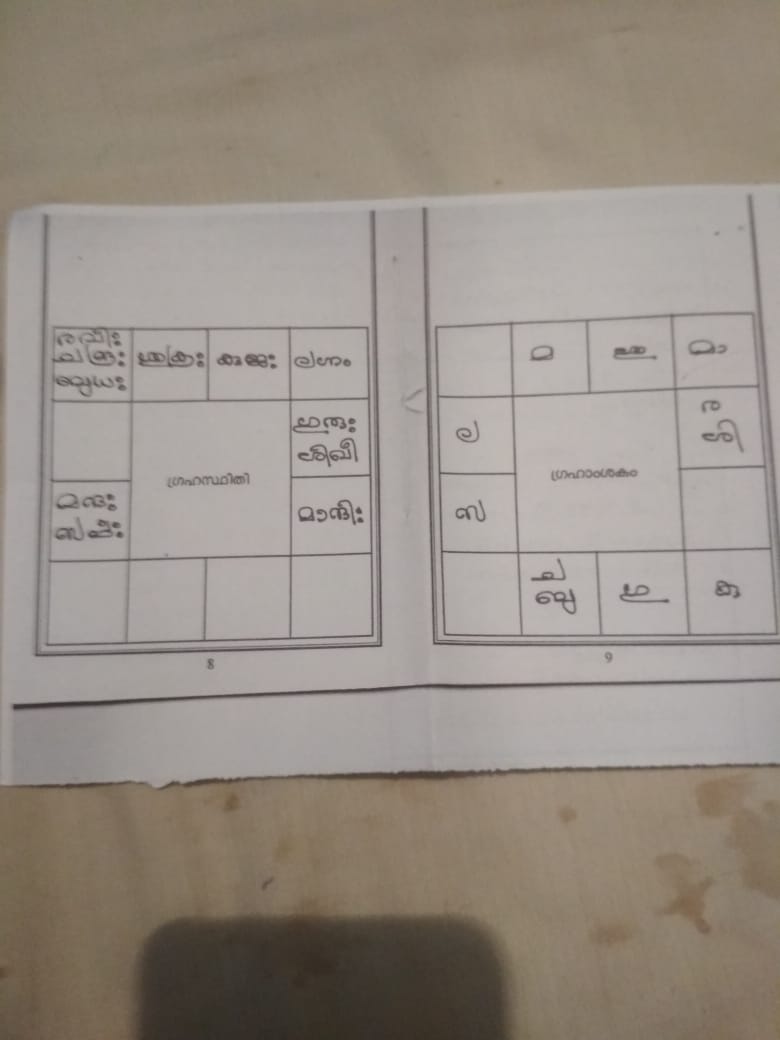 രവിഃ
ചന്ദ്രഃ
ബുധഃ
ശുക്രഃ
കുജഃ
ലഗ്നം
ഗുരുഃ
ശിഖീ
ഗ്രഹസ്ഥിതി
മന്ദഃ
സർപ്പഃ
മാന്ദിഃ
8
മ
ശു
മാ
ല
ര
ശി
ഗ്രഹാംശകം
സ
ച
ബു
ഗു
കു
9